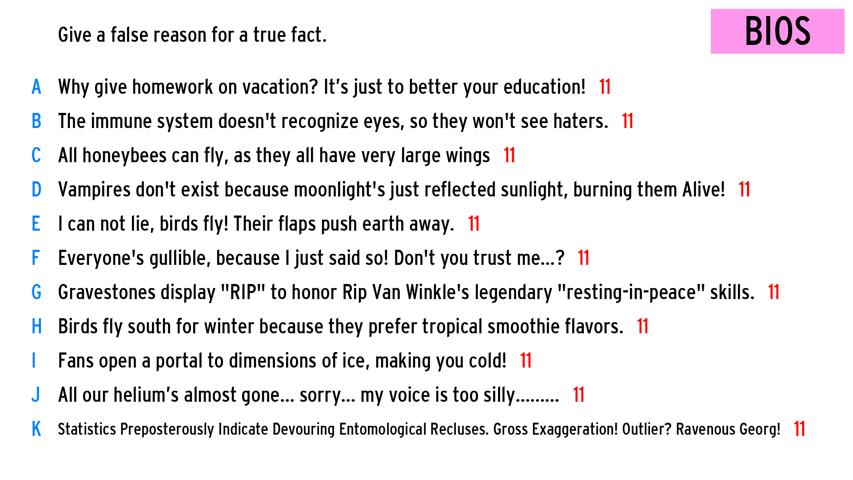 Give a false reason for a true fact.
BIOS
A Why give homework on vacation? It’s just to better your education! 11
B The immune system doesn't recognize eyes, so they won't see haters. 11
C All honeybees can fly, as they all have very large wings 11
D Vampires don't exist because moonlight's just reflected sunlight, burning them Alive! 11
E I can not lie, birds fly! Their flaps push earth away. 11
F Everyone's gullible, because I just said so! Don't you trust me...? 11
G Gravestones display "RIP" to honor Rip Van Winkle's legendary "resting-in-peace" skills. 11
H Birds fly south for winter because they prefer tropical smoothie flavors. 11
I Fans open a portal to dimensions of ice, making you cold! 11
J All our helium’s almost gone... sorry... my voice is too silly......... 11
K Statistics Preposterously Indicate Devouring Entomological Recluses. Gross Exaggeration! Outlier? Ravenous Georg! 11